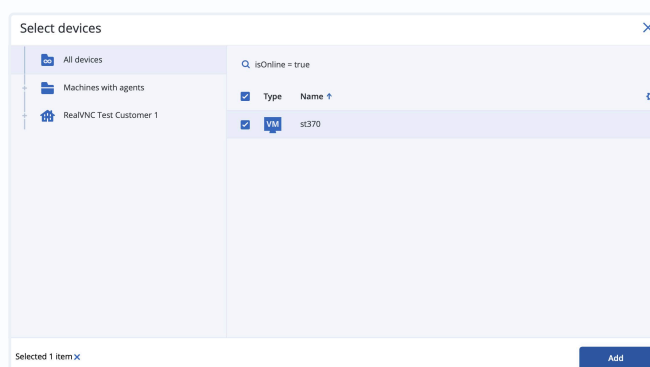 Select devices
All devices
Machines with agents
RealVNC Test Customer 1
isOnline = true
Type Name
VM st370
Selected 1 item
Add